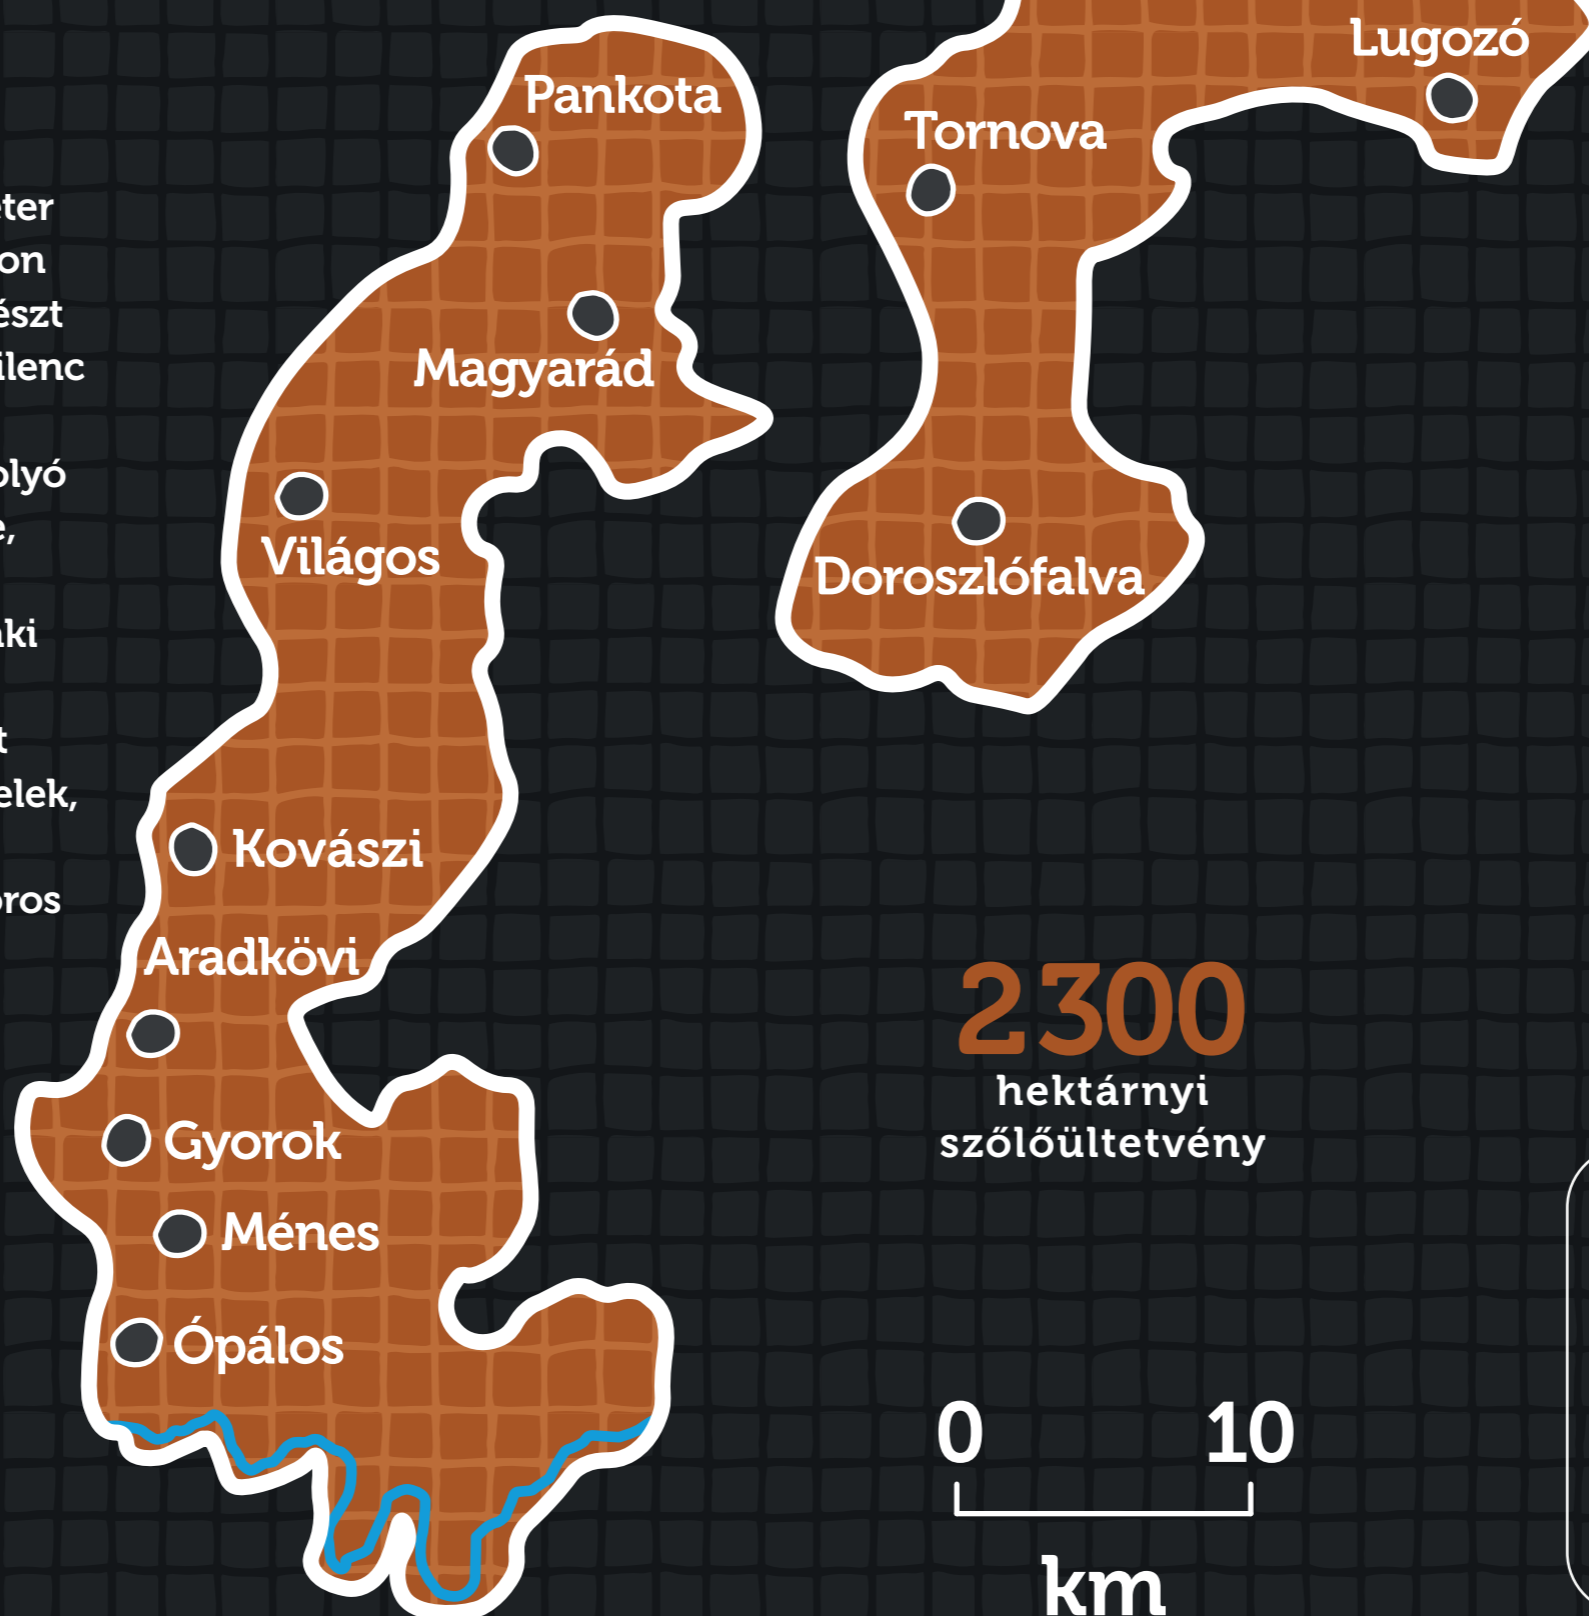 Lugozó
Pankota
Tornova
Magyarád
Világos
Doroszlófalva
Kovászi
Aradkövi
Gyorok
Ménes
Ópálos
2300
hektárnyi
szőlőültetvény
0 10
km